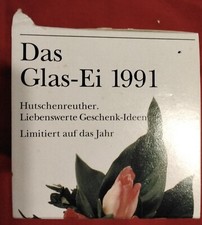 Das
Glas-Ei 1991
Hutschenreuther.
Liebenswerte Geschenk-Ideen
Limitiert auf das Jahr